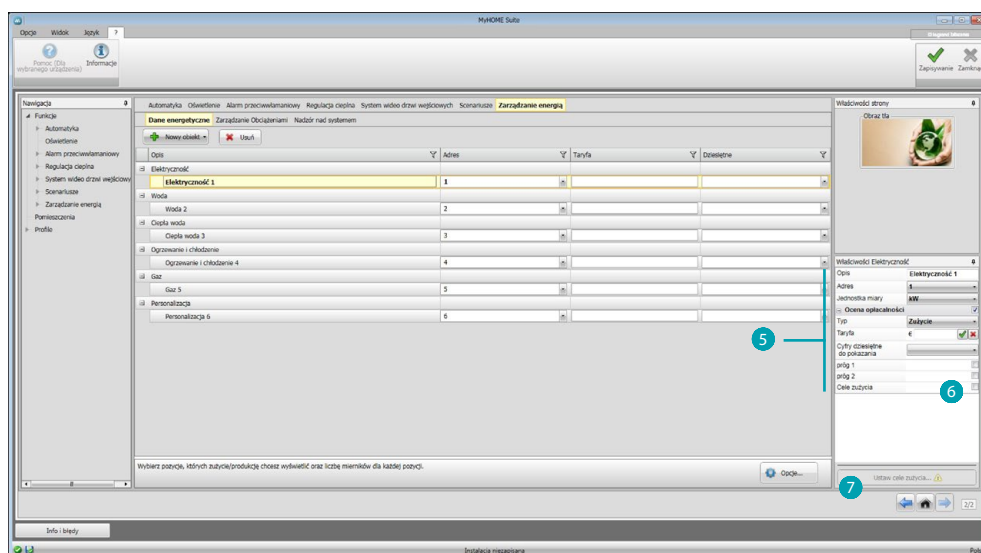 MyHOME Suite
Opcje Widok Język ?
Pomoc (Dla wybranego urządzenia)
Informacje
Zapisywanie
Nawigacja
Funkcje
Automatyka
Oświetlenie
Alarm przeciwwłamaniowy
Regulacja cieplna
System wideo drzwi wejściowy
Scenariusze
Zarządzanie energią
Pomieszczenia
Profile
Automatyka Oświetlenie Alarm przeciwwłamaniowy Regulacja cieplna System wideo drzwi wejściowych Scenariusze Zarządzanie energią
Dane energetyczne Zarządzanie Obciążeniami Nadzór nad systemem
Nowy obiekt Usuń
Opis Adres Taryfa Dziesiętne
Elektryczność
Elektryczność 1 1
Woda
Woda 2 2
Ciepła woda
Ciepła woda 3 3
Ogrzewanie i chłodzenie
Ogrzewanie i chłodzenie 4 4
Gaz
Gaz 5 5
Personalizacja
Personalizacja 6 6
Wybierz pozycje, których zużycie/produkcję chcesz wyświetlić oraz liczbę mierników dla każdej pozycji.
Opcje...
Właściwości strony
Obraz tła
Właściwości Elektryczność
Opis Elektryczność 1
Adres 1
Jednostka miary kW
Ocena opłacalności
Typ Zużycie
Taryfa €
Cyfry dziesiętne do pokazania
próg 1
próg 2
Cele zużycia
5
6
7
Ustaw cele zużycia...
2/2
Info i błędy
Instalacja niezapisana